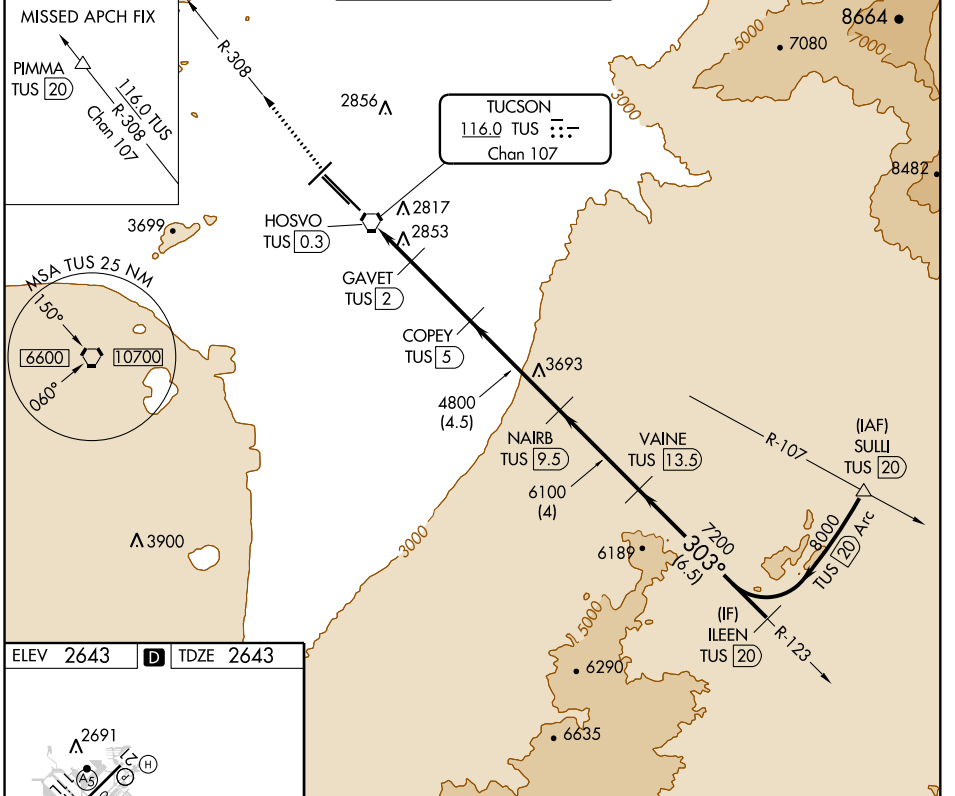 MISSED APCH FIX
PIMMA
TUS 20
116.0 TUS
R-308
Chan 107
R-308
2856
TUCSON
116.0 TUS
Chan 107
5000
7080
8664
7000
3000
8482
3699
HOSVO
TUS 0.3
2817
2853
GAVET
TUS 2
COPEY
TUS 5
MSA TUS 25 NM
150°
6600
10700
060°
3693
4800
(4.5)
NAIRB
TUS 9.5
VAINE
TUS 13.5
6100
(4)
R-107
(IAF)
SULLI
TUS 20
3900
3000
6189
7200
303°
(6.5)
8000
TUS 20 Arc
(IF)
ILEEN
TUS 20
R-123
5000
6290
6635
ELEV 2643
D
TDZE 2643
2691
A5
21
P
H